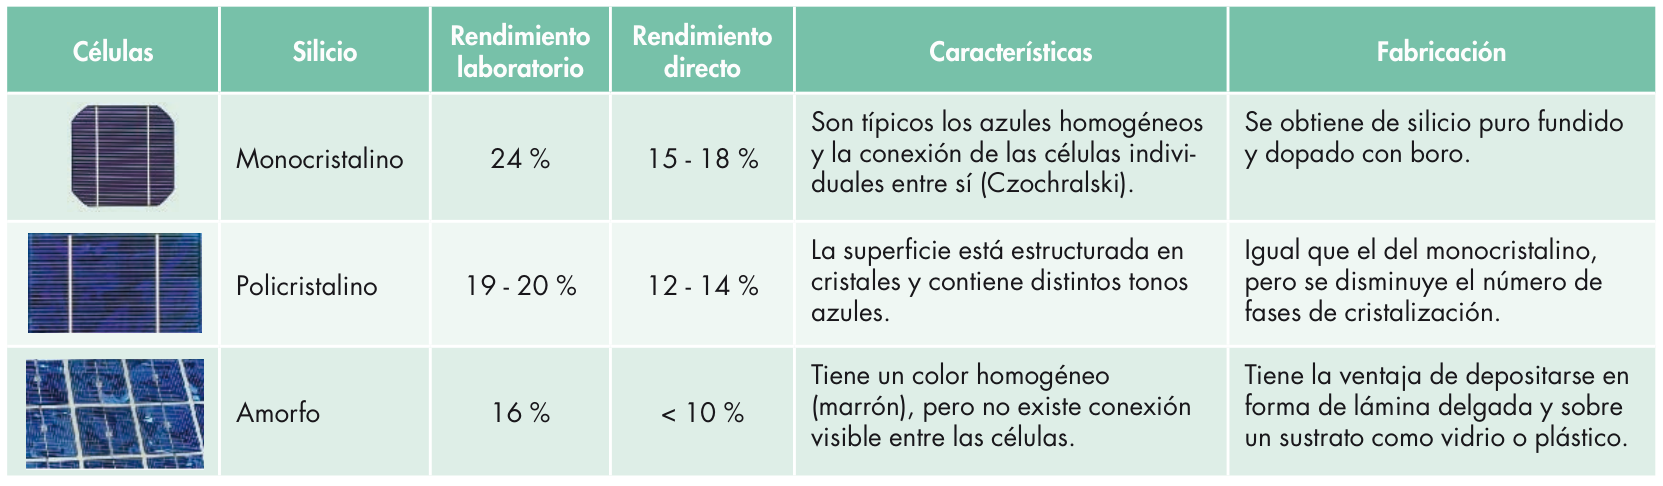 Células
Silicio
Rendimiento
laboratorio
Rendimiento
directo
Características
Fabricación
Monocristalino
24 %
15 - 18 %
Son típicos los azules homogéneos
y la conexión de las células indivi-
duales entre sí (Czochralski).
Se obtiene de silicio puro fundido
y dopado con boro.
Policristalino
19 - 20 %
12 - 14 %
La superficie está estructurada en
cristales y contiene distintos tonos
azules.
Igual que el del monocristalino,
pero se disminuye el número de
fases de cristalización.
Amorfo
16 %
< 10 %
Tiene un color homogéneo
(marrón), pero no existe conexión
visible entre las células.
Tiene la ventaja de depositarse en
forma de lámina delgada y sobre
un sustrato como vidrio o plástico.